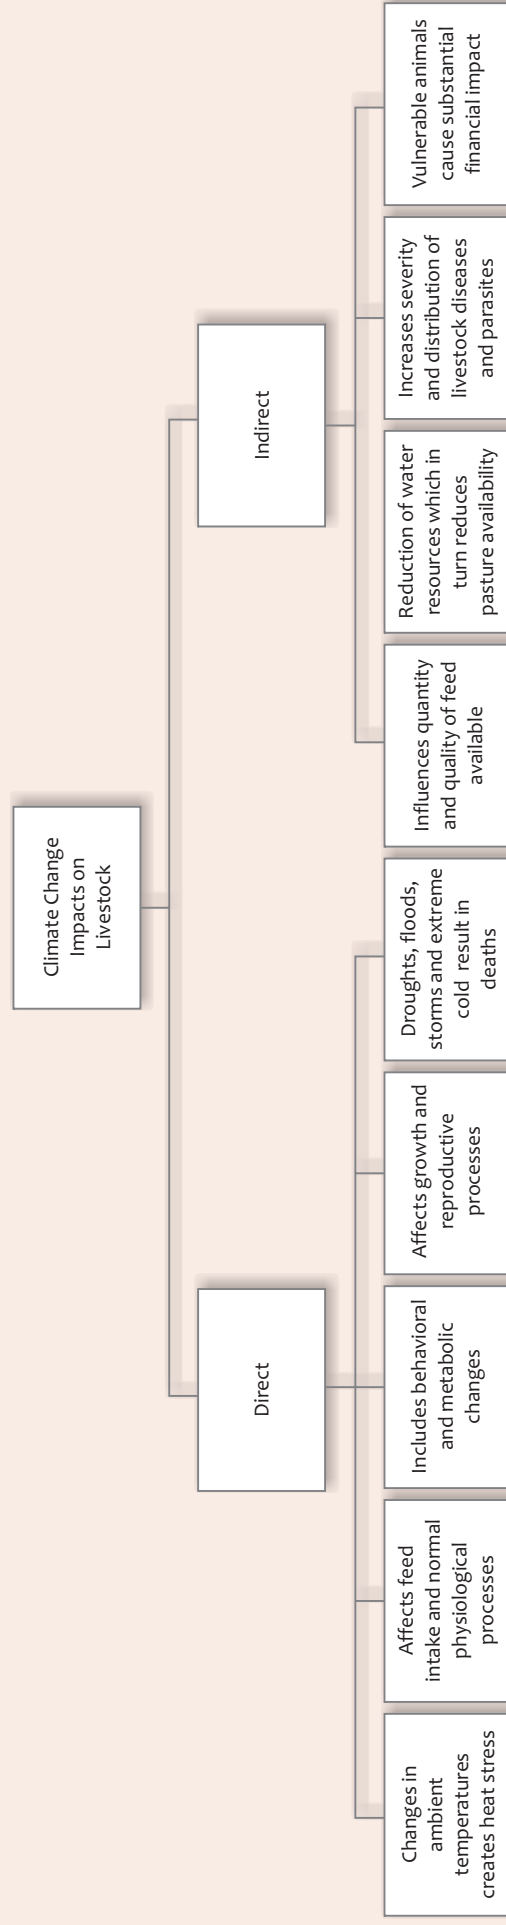 Climate Change
Impacts on
Livestock
Direct
Indirect
Changes in
ambient
temperatures
creates heat stress
Affects feed
intake and normal
physiological
processes
Includes behavioral
and metabolic
changes
Affects growth and
reproductive
processes
Droughts, floods,
storms and extreme
cold result in
deaths
Influences quantity
and quality of feed
available
Reduction of water
resources which in
turn reduces
pasture availability
Increases severity
and distribution of
livestock diseases
and parasites
Vulnerable animals
cause substantial
financial impact